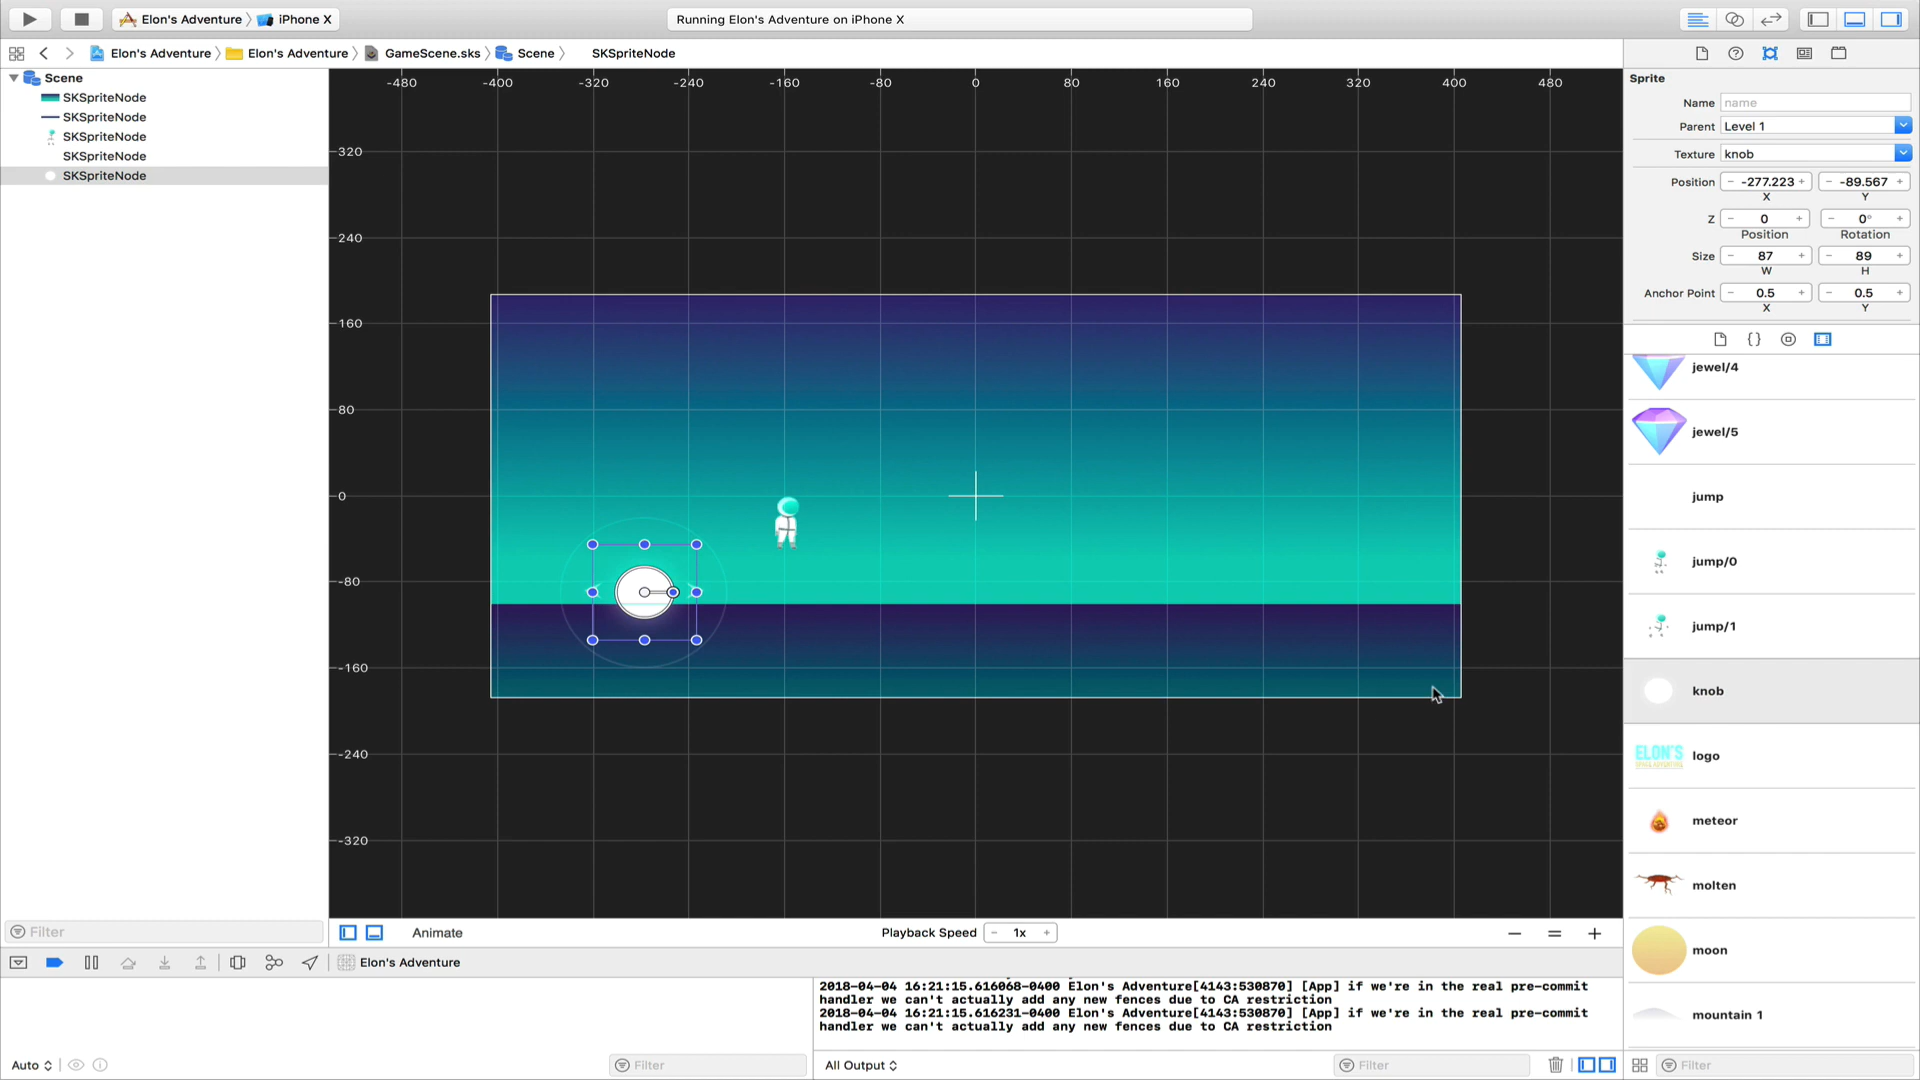 Elon's Adventure
iPhone X
Running Elon's Adventure on iPhone X
Elon's Adventure
Elon's Adventure
GameScene.sks
Scene
SKSpriteNode
Scene
SKSpriteNode
SKSpriteNode
SKSpriteNode
SKSpriteNode
SKSpriteNode
-480 -400 -320 -240 -160 -80 0 80 160 240 320 400 480
320
240
160
80
0
-80
-160
-240
-320
Sprite
Name name
Parent Level 1
Texture knob
Position − -277.223 + − -89.567 +
X Y
Z − 0 + − 0° +
Position Rotation
Size − 87 + − 89 +
W H
Anchor Point − 0.5 + − 0.5 +
X Y
{ }
jewel/4
jewel/5
jump
jump/0
jump/1
knob
ELON'S
logo
meteor
molten
moon
mountain 1
Filter
Animate
Playback Speed − 1x +
Elon's Adventure
2018-04-04 16:21:15.616068-0400 Elon's Adventure[4143:530870] [App] if we're in the real pre-commit
handler we can't actually add any new fences due to CA restriction
2018-04-04 16:21:15.616231-0400 Elon's Adventure[4143:530870] [App] if we're in the real pre-commit
handler we can't actually add any new fences due to CA restriction
Auto
Filter
All Output
Filter
Filter